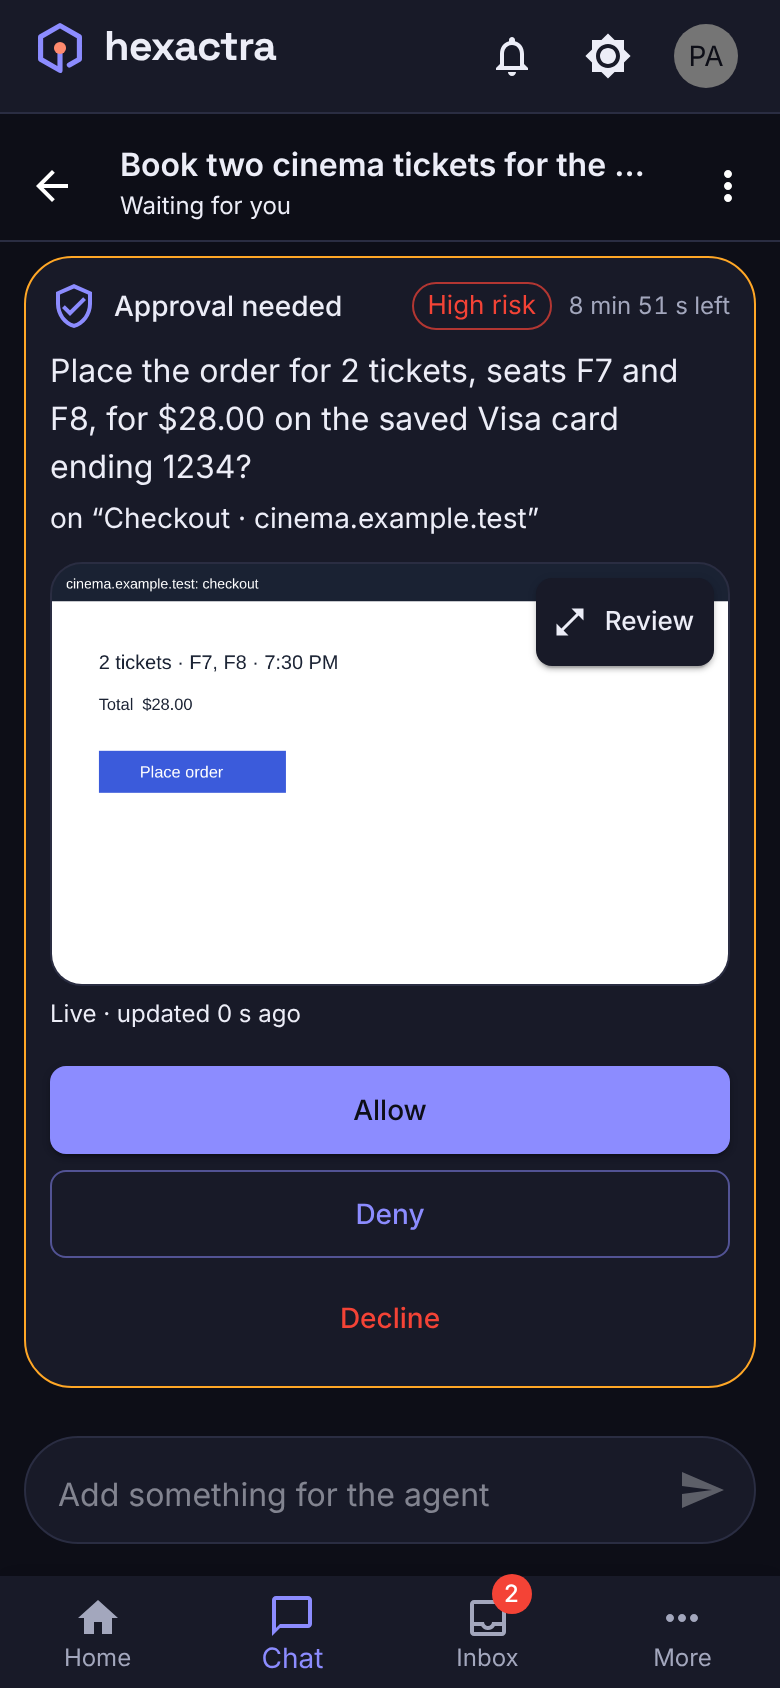 hexactra
PA
Book two cinema tickets for the ...
Waiting for you
Approval needed
High risk
8 min 51 s left
Place the order for 2 tickets, seats F7 and
F8, for $28.00 on the saved Visa card
ending 1234?
on “Checkout · cinema.example.test”
cinema.example.test: checkout
Review
2 tickets · F7, F8 · 7:30 PM
Total $28.00
Place order
Live · updated 0 s ago
Allow
Deny
Decline
Add something for the agent
2
Home
Chat
Inbox
More